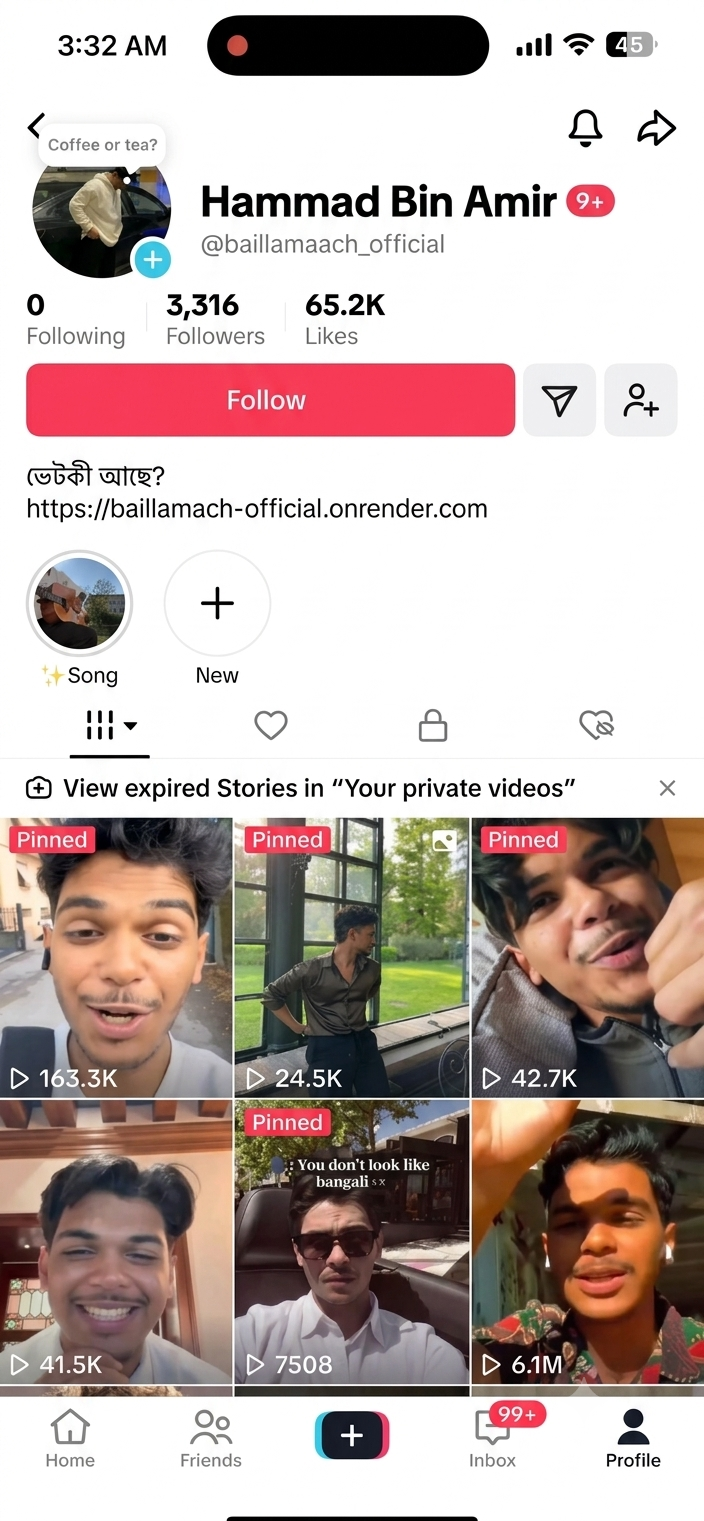 3:32 AM
45
Coffee or tea?
Hammad Bin Amir 9+
@baillamaach_official
0 3,316 65.2K
Following Followers Likes
Follow
ভেটকী আছে?
https://baillamach-official.onrender.com
✨Song New
View expired Stories in “Your private videos”
Pinned Pinned Pinned
163.3K 24.5K 42.7K
Pinned
: You don't look like
bangali s x
41.5K 7508 6.1M
99+
Home Friends Inbox Profile